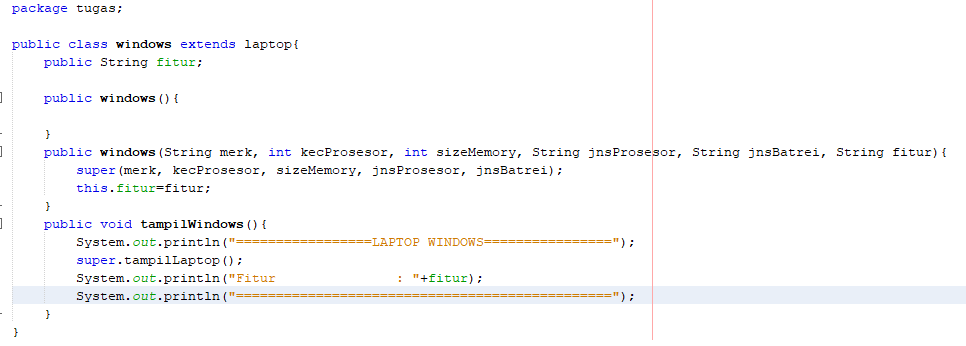 package tugas;
public class windows extends laptop{
public String fitur;
public windows(){
}
public windows(String merk, int kecProsesor, int sizeMemory, String jnsProsesor, String jnsBatrei, String fitur){
super(merk, kecProsesor, sizeMemory, jnsProsesor, jnsBatrei);
this.fitur=fitur;
}
public void tampilWindows(){
System.out.println("=================LAPTOP WINDOWS================");
super.tampilLaptop();
System.out.println("Fitur               : "+fitur);
System.out.println("===============================================");
}
}